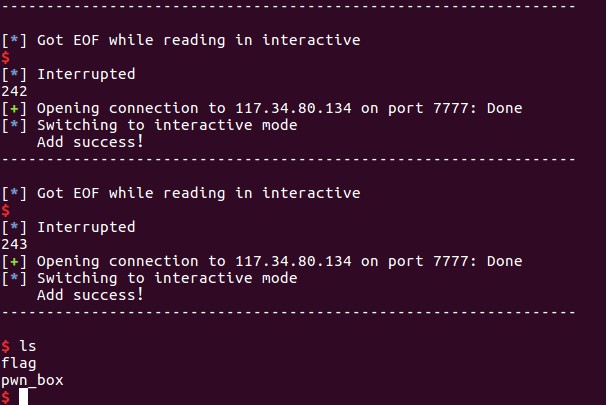 ----------------------------------------------------------------
[*] Got EOF while reading in interactive
$
[*] Interrupted
242
[+] Opening connection to 117.34.80.134 on port 7777: Done
[*] Switching to interactive mode
    Add success!
----------------------------------------------------------------
[*] Got EOF while reading in interactive
$
[*] Interrupted
243
[+] Opening connection to 117.34.80.134 on port 7777: Done
[*] Switching to interactive mode
    Add success!
----------------------------------------------------------------
$ ls
flag
pwn_box
$